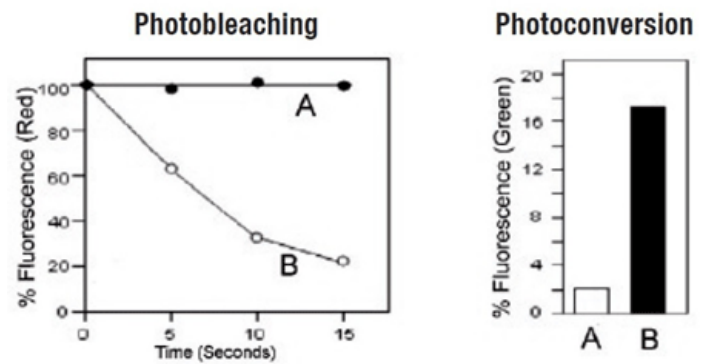 Photobleaching
% Fluorescence (Red)
100
80
60
40
20
0
A
B
0 5 10 15
Time (Seconds)
Photoconversion
% Fluorescence (Green)
20
16
12
8
4
0
A B